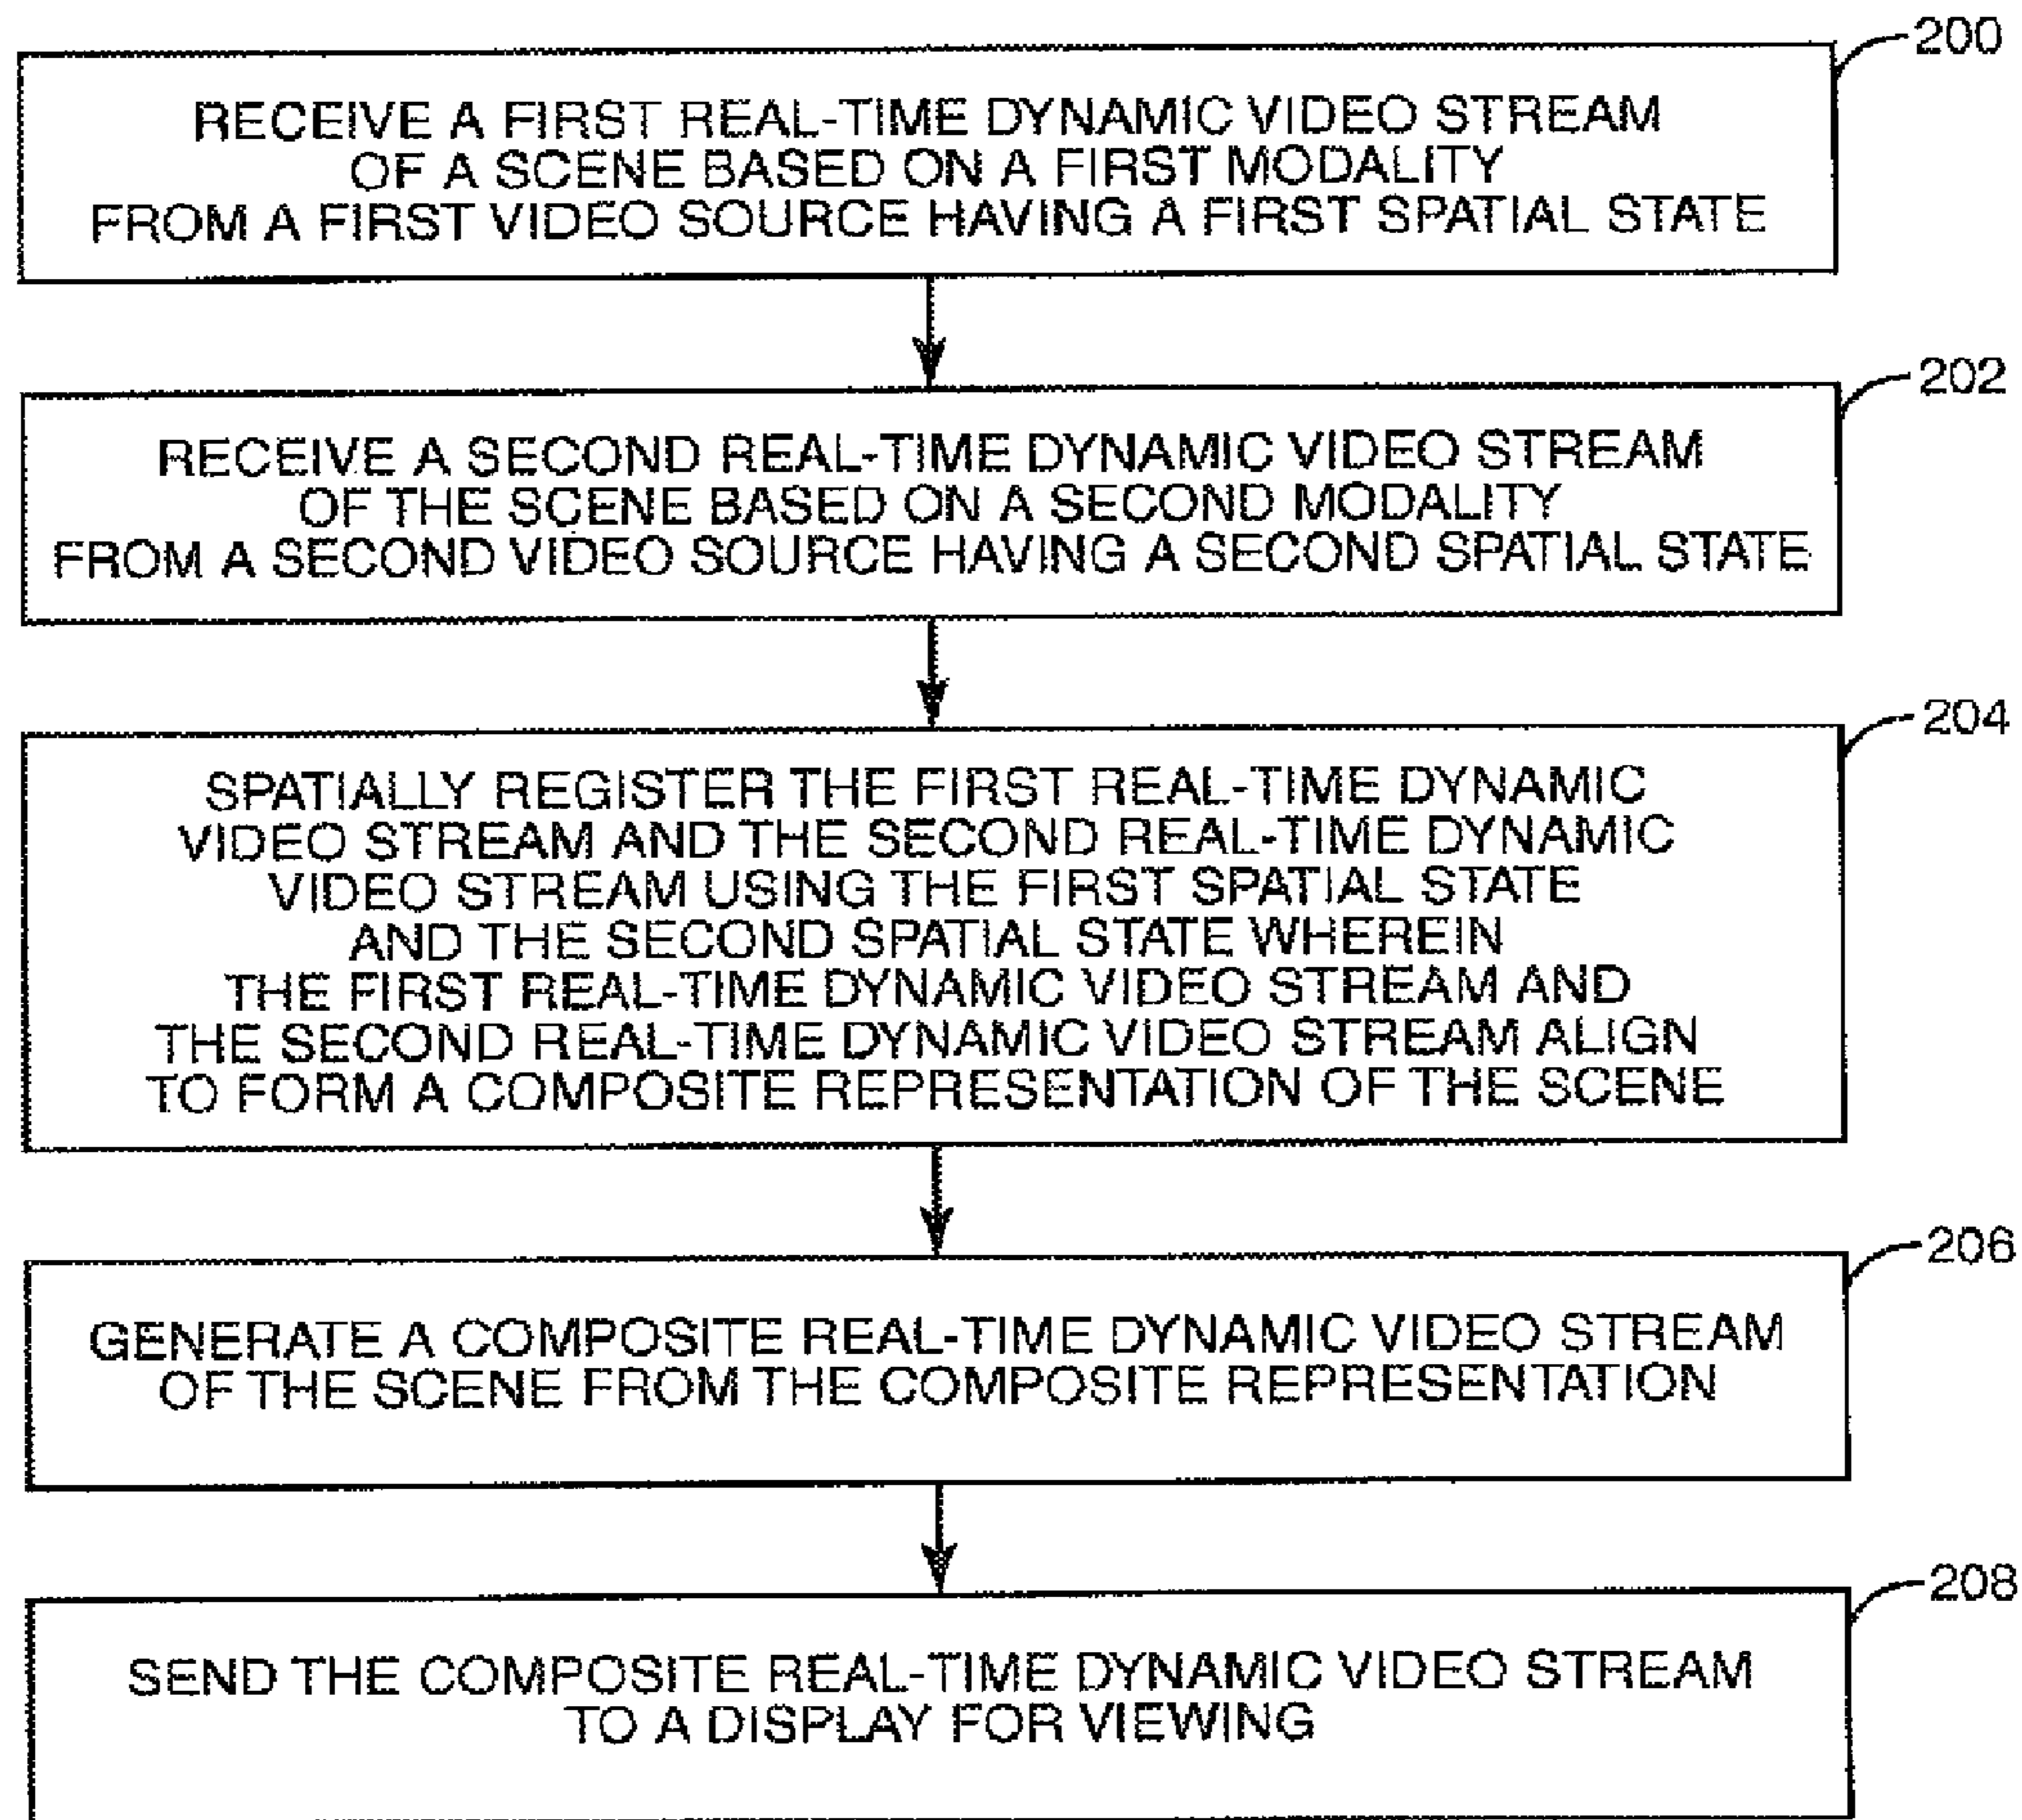 200
RECEIVE A FIRST REAL-TIME DYNAMIC VIDEO STREAM
OF A SCENE BASED ON A FIRST MODALITY
FROM A FIRST VIDEO SOURCE HAVING A FIRST SPATIAL STATE
202
RECEIVE A SECOND REAL-TIME DYNAMIC VIDEO STREAM
OF THE SCENE BASED ON A SECOND MODALITY
FROM A SECOND VIDEO SOURCE HAVING A SECOND SPATIAL STATE
204
SPATIALLY REGISTER THE FIRST REAL-TIME DYNAMIC
VIDEO STREAM AND THE SECOND REAL-TIME DYNAMIC
VIDEO STREAM USING THE FIRST SPATIAL STATE
AND THE SECOND SPATIAL STATE WHEREIN
THE FIRST REAL-TIME DYNAMIC VIDEO STREAM AND
THE SECOND REAL-TIME DYNAMIC VIDEO STREAM ALIGN
TO FORM A COMPOSITE REPRESENTATION OF THE SCENE
206
GENERATE A COMPOSITE REAL-TIME DYNAMIC VIDEO STREAM
OF THE SCENE FROM THE COMPOSITE REPRESENTATION
208
SEND THE COMPOSITE REAL-TIME DYNAMIC VIDEO STREAM
TO A DISPLAY FOR VIEWING